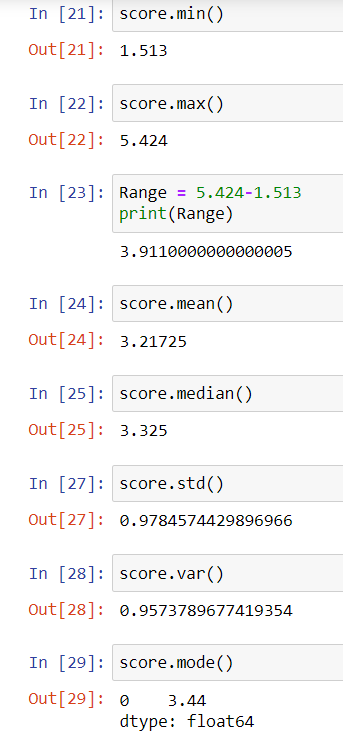 In [21]: score.min()
Out[21]: 1.513
In [22]: score.max()
Out[22]: 5.424
In [23]: Range = 5.424-1.513
print(Range)
3.9110000000000005
In [24]: score.mean()
Out[24]: 3.21725
In [25]: score.median()
Out[25]: 3.325
In [27]: score.std()
Out[27]: 0.9784574429896966
In [28]: score.var()
Out[28]: 0.9573789677419354
In [29]: score.mode()
Out[29]: 0    3.44
dtype: float64